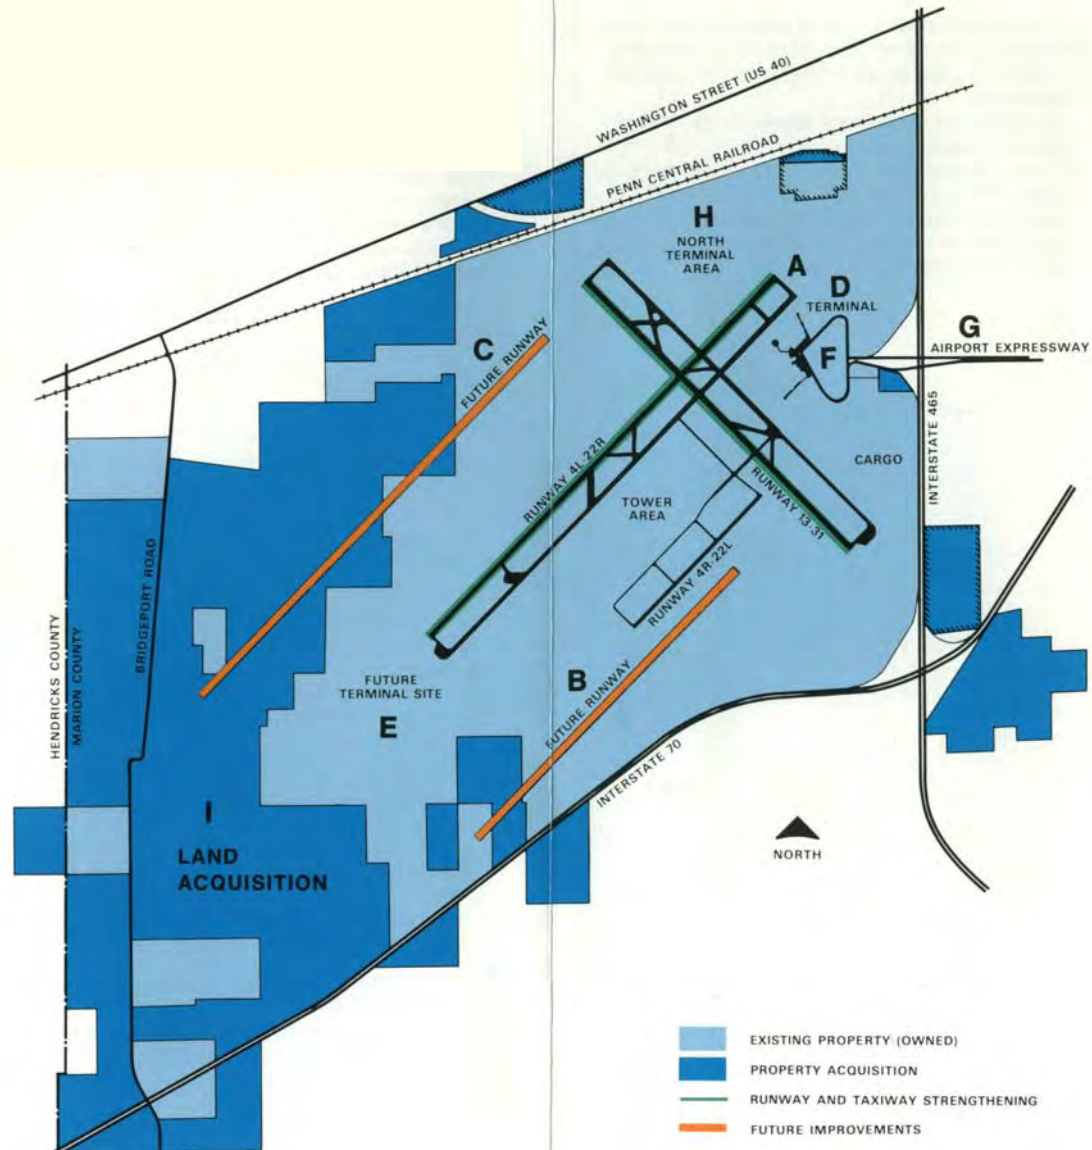 WASHINGTON STREET (US 40)
PENN CENTRAL RAILROAD
H
NORTH
TERMINAL
AREA
A
D
TERMINAL
G
AIRPORT EXPRESSWAY
F
C
FUTURE RUNWAY
INTERSTATE 465
CARGO
RUNWAY 4L-22R
TOWER
AREA
RUNWAY 13-31
RUNWAY 4R-22L
HENDRICKS COUNTY
MARION COUNTY
BRIDGEPORT ROAD
FUTURE
TERMINAL SITE
E
B
FUTURE RUNWAY
INTERSTATE 70
I
LAND
ACQUISITION
NORTH
EXISTING PROPERTY (OWNED)
PROPERTY ACQUISITION
RUNWAY AND TAXIWAY STRENGTHENING
FUTURE IMPROVEMENTS